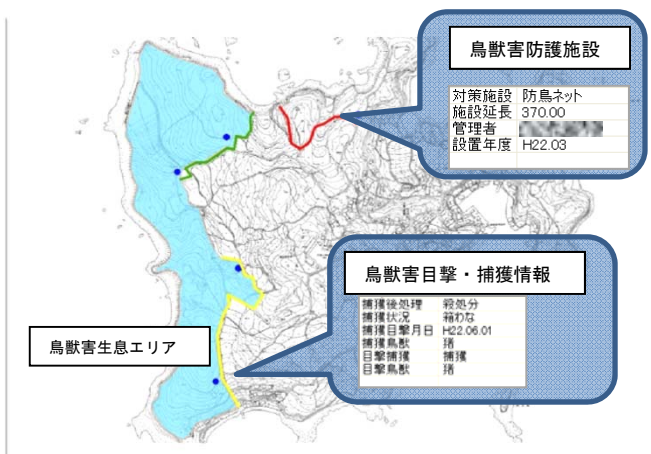 鳥獣害防護施設
対策施設 防鳥ネット
施設延長 370.00
管理者
設置年度 H22.03
鳥獣害目撃・捕獲情報
捕獲後処理 殺処分
捕獲状況 箱わな
捕獲目撃月日 H22.06.01
捕獲鳥獣 猪
目撃捕獲 捕獲
目撃鳥獣 猪
鳥獣害生息エリア